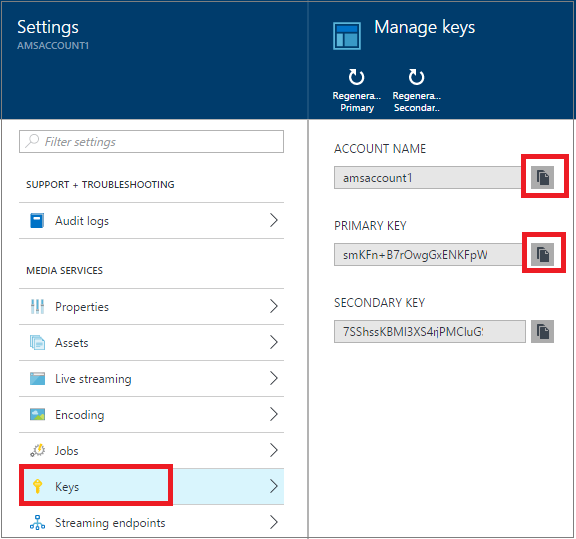 Settings
AMSACCOUNT1
Filter settings
SUPPORT + TROUBLESHOOTING
Audit logs
MEDIA SERVICES
Properties
Assets
Live streaming
Encoding
Jobs
Keys
Streaming endpoints
Manage keys
Regenera...
Primary
Regenera...
Secondar..
ACCOUNT NAME
amsaccount1
PRIMARY KEY
smKFn+B7rOwgGxENKFpW
SECONDARY KEY
7SShssKBMI3XS4rjPMCluGS